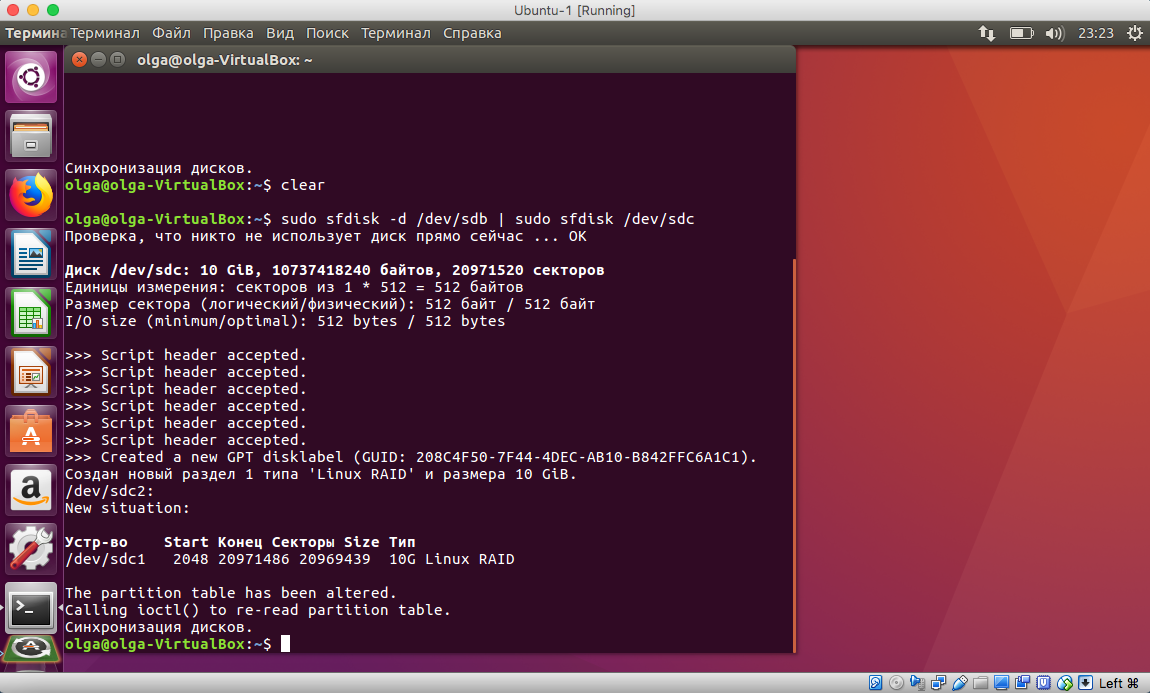 Ubuntu-1 [Running]
Термина Терминал Файл Правка Вид Поиск Терминал Справка 23:23
olga@olga-VirtualBox: ~
Синхронизация дисков.
olga@olga-VirtualBox:~$ clear
olga@olga-VirtualBox:~$ sudo sfdisk -d /dev/sdb | sudo sfdisk /dev/sdc
Проверка, что никто не использует диск прямо сейчас ... OK
Диск /dev/sdc: 10 GiB, 10737418240 байтов, 20971520 секторов
Единицы измерения: секторов из 1 * 512 = 512 байтов
Размер сектора (логический/физический): 512 байт / 512 байт
I/O size (minimum/optimal): 512 bytes / 512 bytes
>>> Script header accepted.
>>> Script header accepted.
>>> Script header accepted.
>>> Script header accepted.
>>> Script header accepted.
>>> Script header accepted.
>>> Created a new GPT disklabel (GUID: 208C4F50-7F44-4DEC-AB10-B842FFC6A1C1).
Создан новый раздел 1 типа 'Linux RAID' и размера 10 GiB.
/dev/sdc2:
New situation:
Устр-во Start Конец Секторы Size Тип
/dev/sdc1 2048 20971486 20969439 10G Linux RAID
The partition table has been altered.
Calling ioctl() to re-read partition table.
Синхронизация дисков.
olga@olga-VirtualBox:~$
Left ⌘